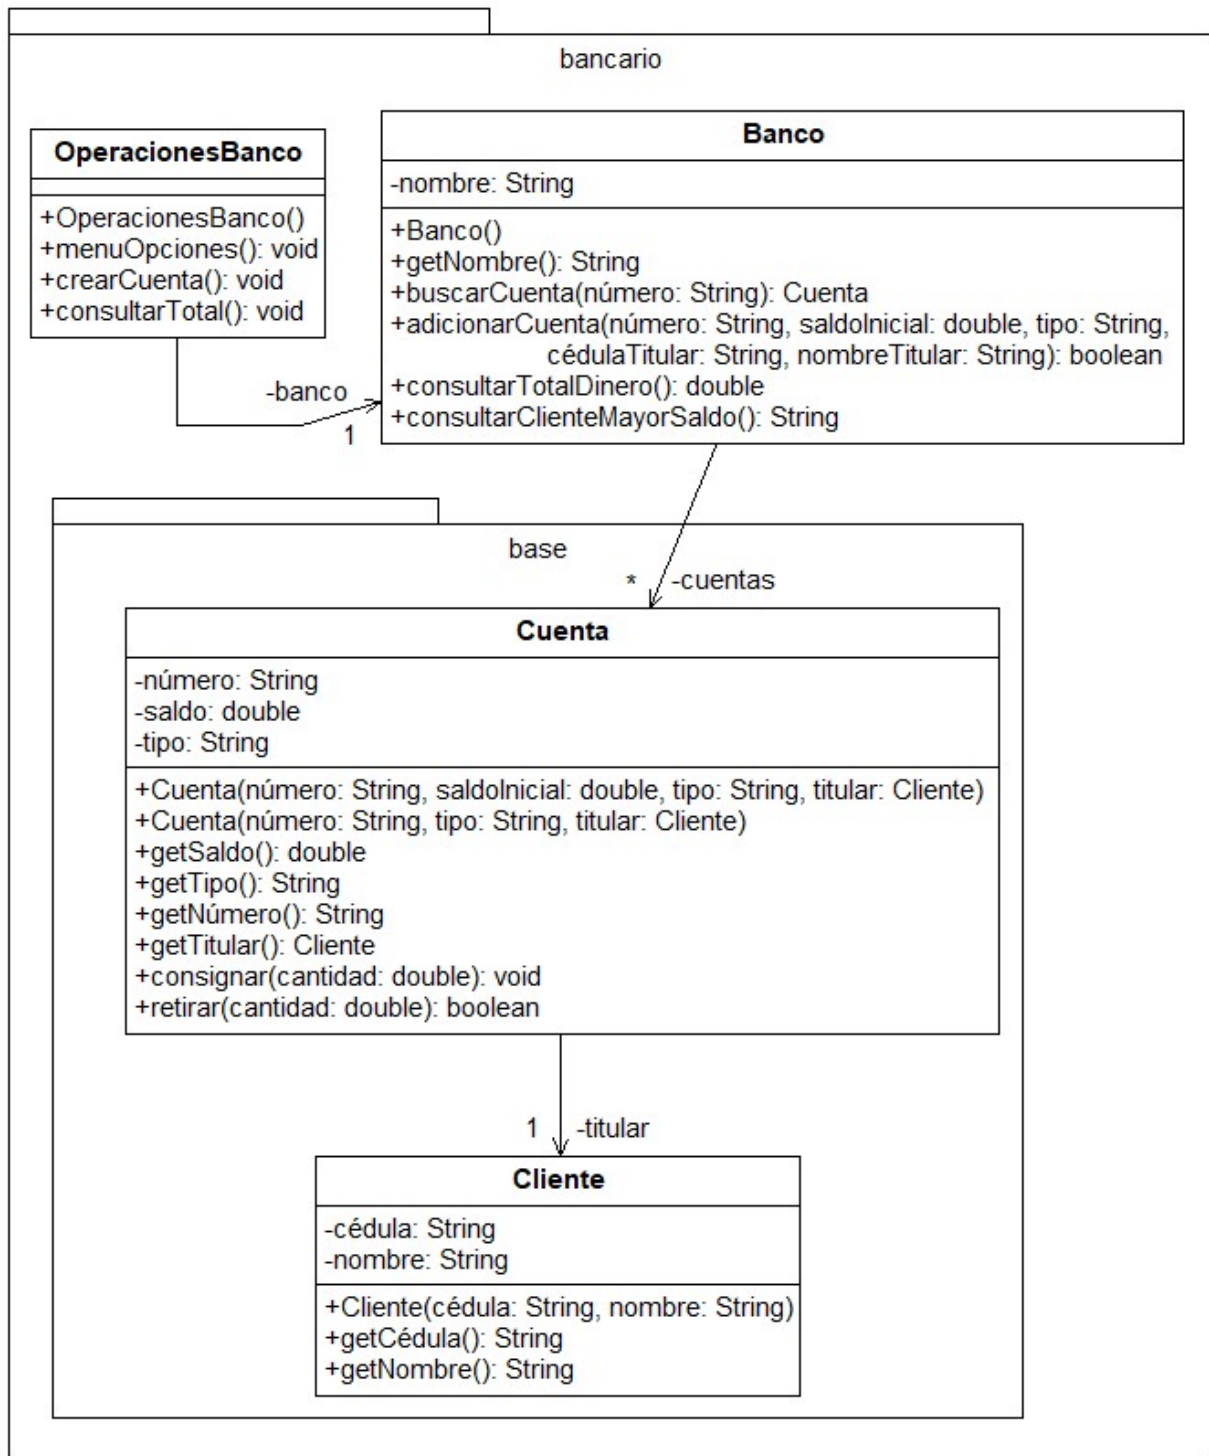 bancario
OperacionesBanco
+OperacionesBanco()
+menuOpciones(): void
+crearCuenta(): void
+consultarTotal(): void
Banco
-nombre: String
+Banco()
+getNombre(): String
+buscarCuenta(número: String): Cuenta
+adicionarCuenta(número: String, saldoInicial: double, tipo: String,
cédulaTitular: String, nombreTitular: String): boolean
+consultarTotalDinero(): double
+consultarClienteMayorSaldo(): String
-banco
1
base
*
-cuentas
Cuenta
-número: String
-saldo: double
-tipo: String
+Cuenta(número: String, saldoInicial: double, tipo: String, titular: Cliente)
+Cuenta(número: String, tipo: String, titular: Cliente)
+getSaldo(): double
+getTipo(): String
+getNúmero(): String
+getTitular(): Cliente
+consignar(cantidad: double): void
+retirar(cantidad: double): boolean
1
-titular
Cliente
-cédula: String
-nombre: String
+Cliente(cédula: String, nombre: String)
+getCédula(): String
+getNombre(): String